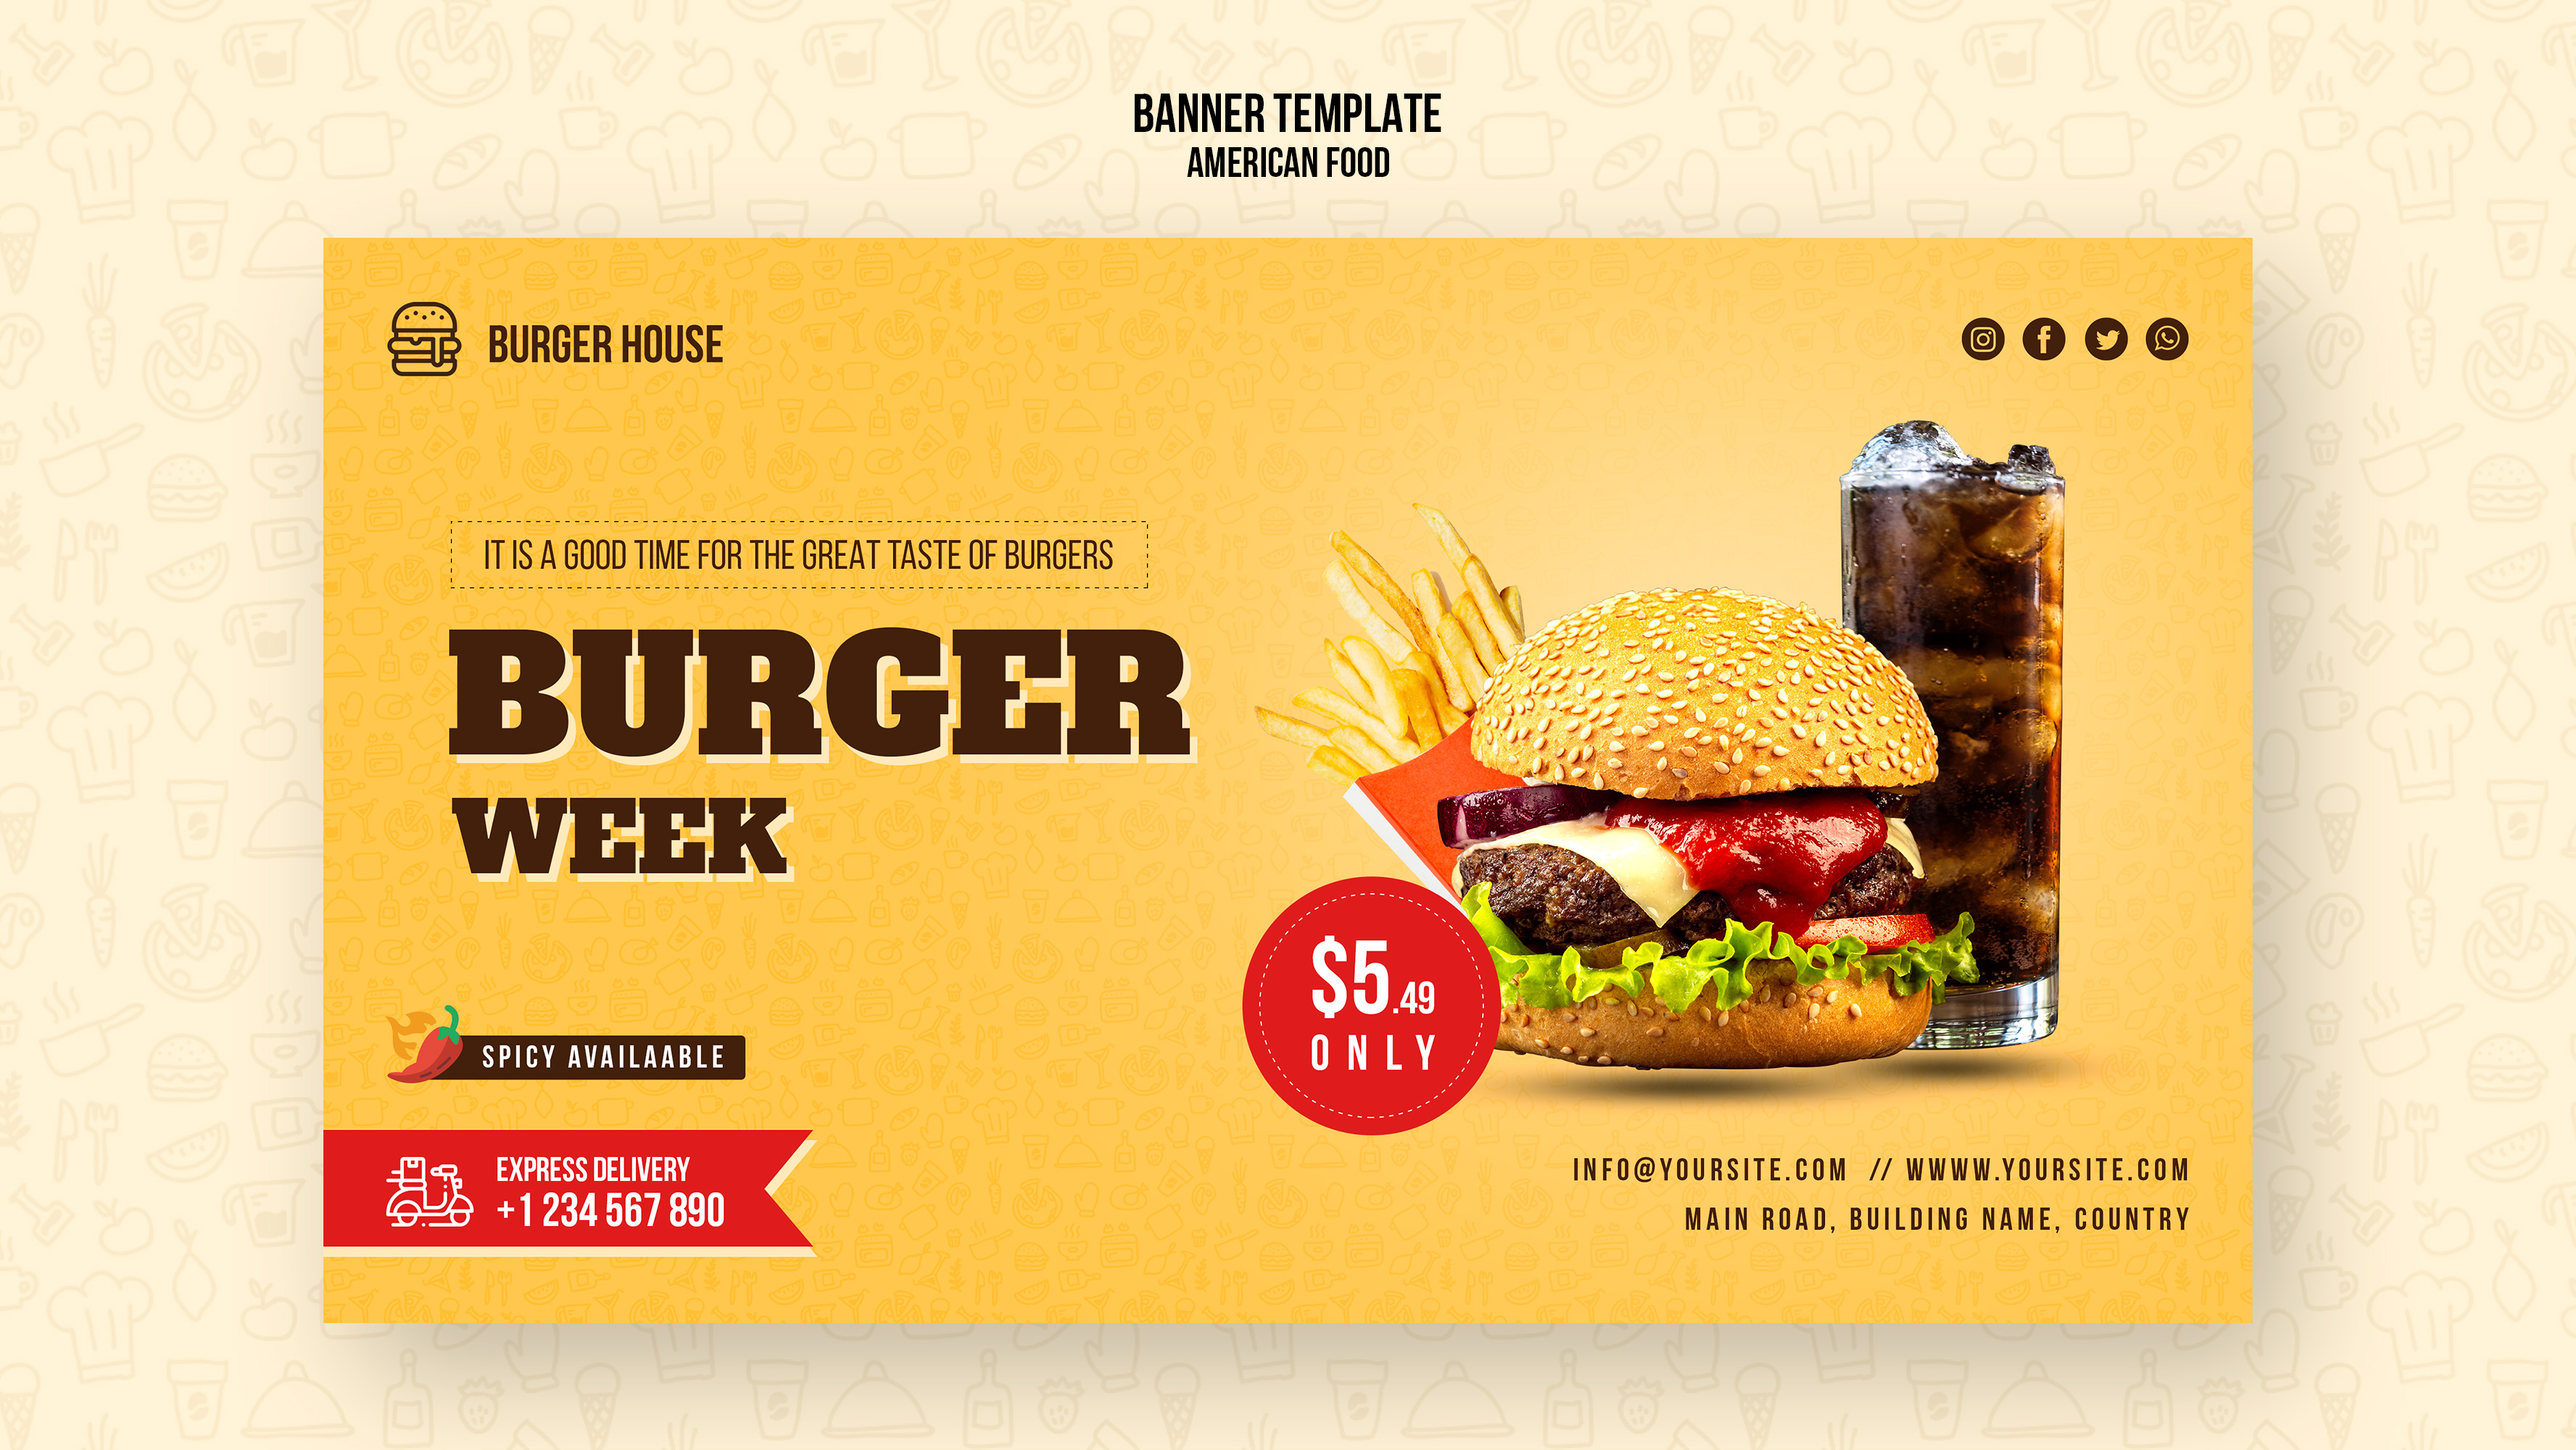 BANNER TEMPLATE
AMERICAN FOOD
BURGER HOUSE
IT IS A GOOD TIME FOR THE GREAT TASTE OF BURGERS
BURGER
WEEK
$5.49
ONLY
SPICY AVAILAABLE
EXPRESS DELIVERY
+1 234 567 890
INFO@YOURSITE.COM // WWWW.YOURSITE.COM
MAIN ROAD, BUILDING NAME, COUNTRY